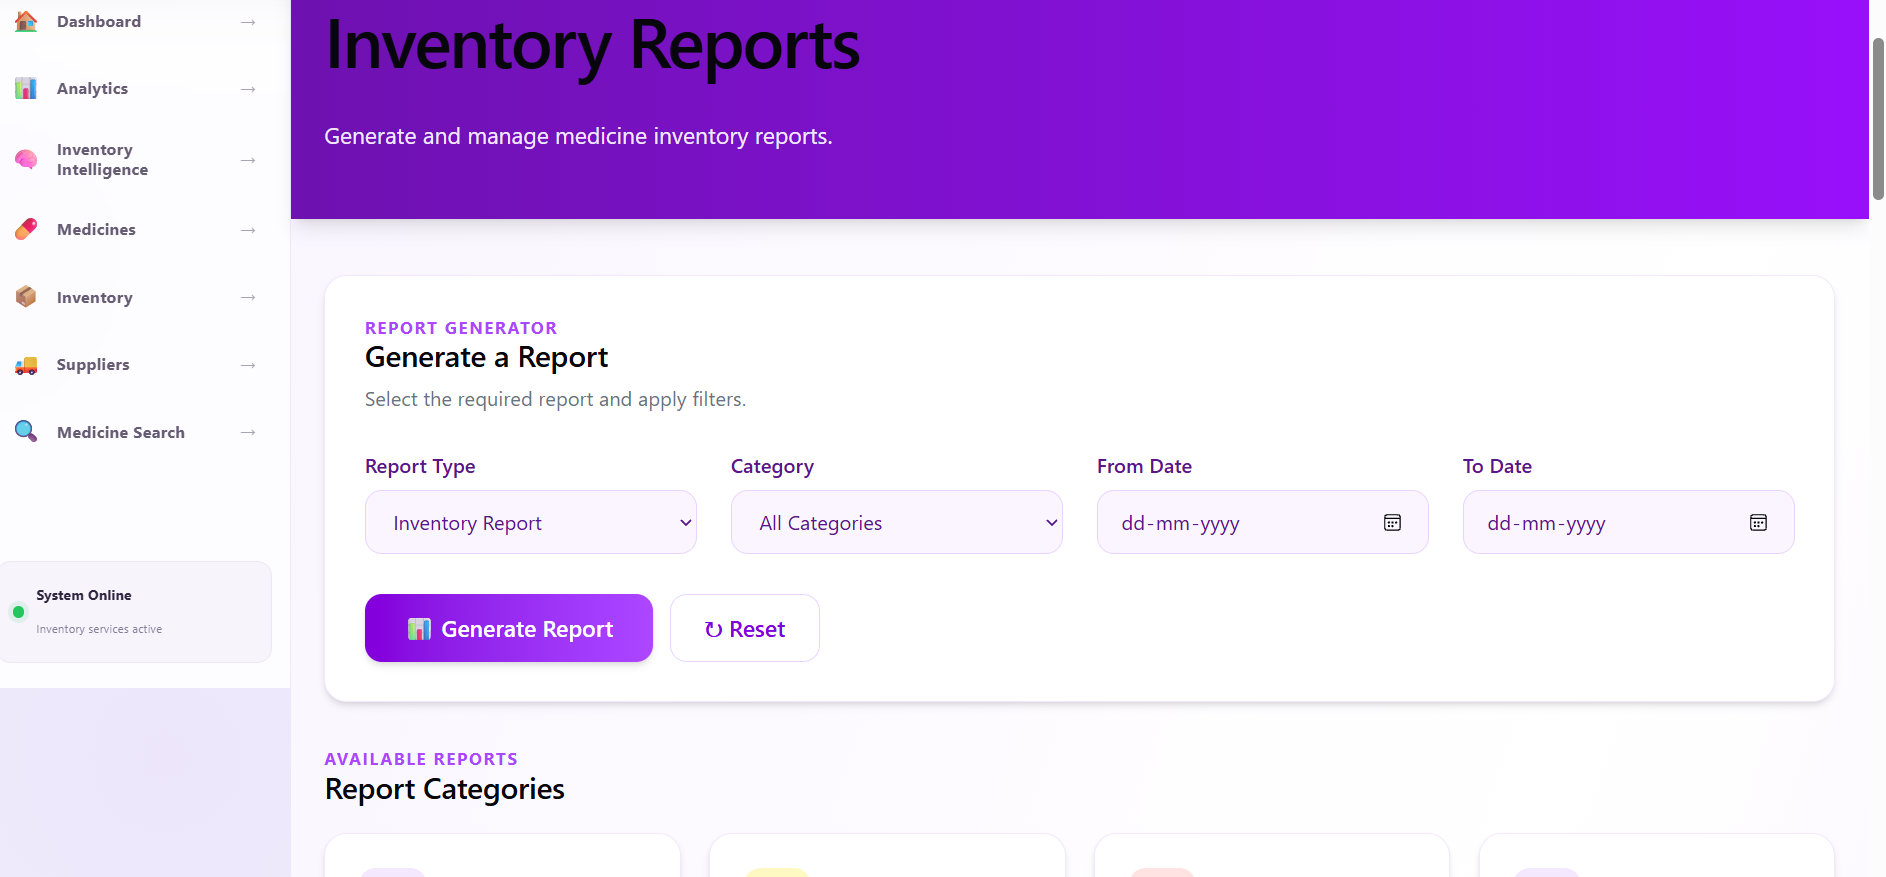 Dashboard →
Analytics →
Inventory
Intelligence →
Medicines →
Inventory →
Suppliers →
Medicine Search →
System Online
Inventory services active
Inventory Reports
Generate and manage medicine inventory reports.
REPORT GENERATOR
Generate a Report
Select the required report and apply filters.
Report Type
Inventory Report
Category
All Categories
From Date
dd-mm-yyyy
To Date
dd-mm-yyyy
Generate Report
↻ Reset
AVAILABLE REPORTS
Report Categories